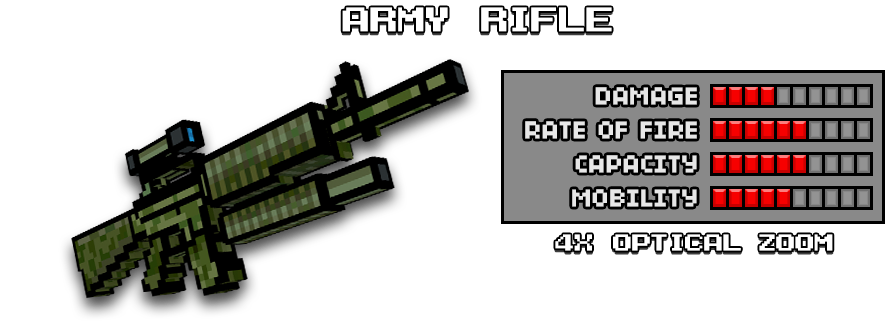 ARMY RIFLE
DAMAGE
RATE OF FIRE
CAPACITY
MOBILITY
4X OPTICAL ZOOM